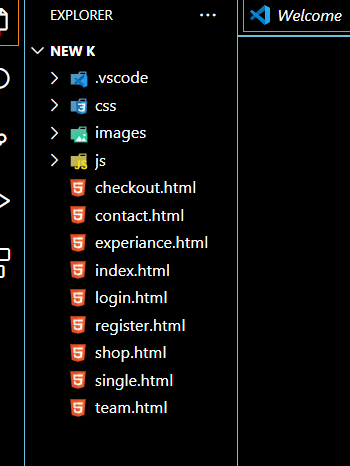 EXPLORER
Welcome
NEW K
.vscode
css
images
js
checkout.html
contact.html
experiance.html
index.html
login.html
register.html
shop.html
single.html
team.html